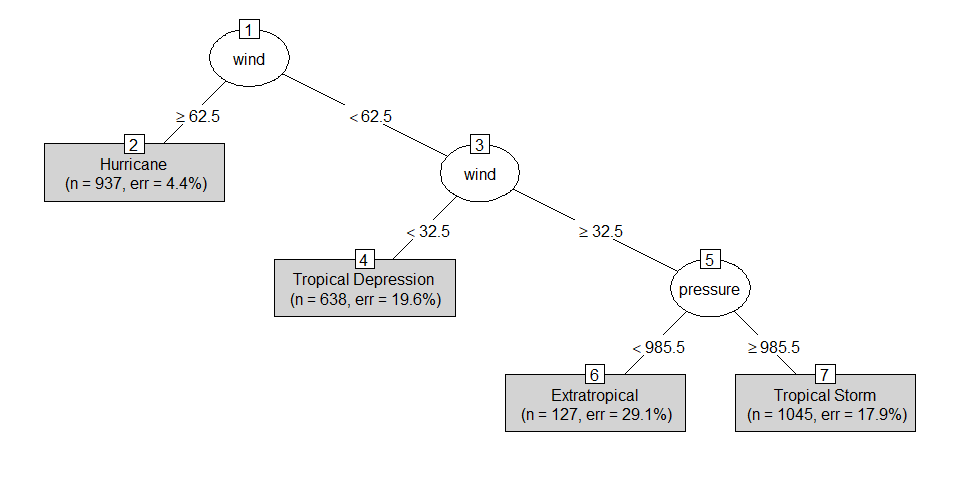 1
wind
≥ 62.5
< 62.5
2
Hurricane
(n = 937, err = 4.4%)
3
wind
< 32.5
≥ 32.5
4
Tropical Depression
(n = 638, err = 19.6%)
5
pressure
< 985.5
≥ 985.5
6
Extratropical
(n = 127, err = 29.1%)
7
Tropical Storm
(n = 1045, err = 17.9%)